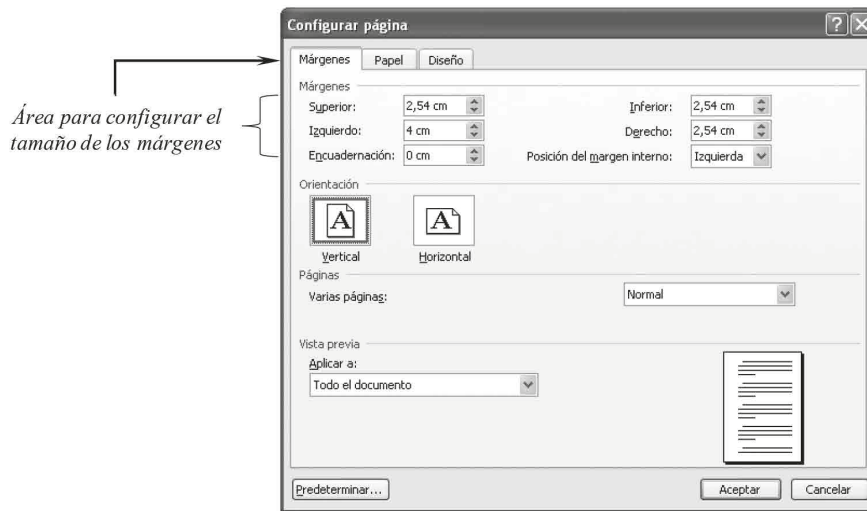 Configurar página
Márgenes Papel Diseño
Márgenes
Superior: 2,54 cm Inferior: 2,54 cm
Izquierdo: 4 cm Derecho: 2,54 cm
Encuadernación: 0 cm Posición del margen interno: Izquierda
Área para configurar el
tamaño de los márgenes
Orientación
A A
Vertical Horizontal
Páginas
Varias páginas: Normal
Vista previa
Aplicar a:
Todo el documento
Predeterminar... Aceptar Cancelar